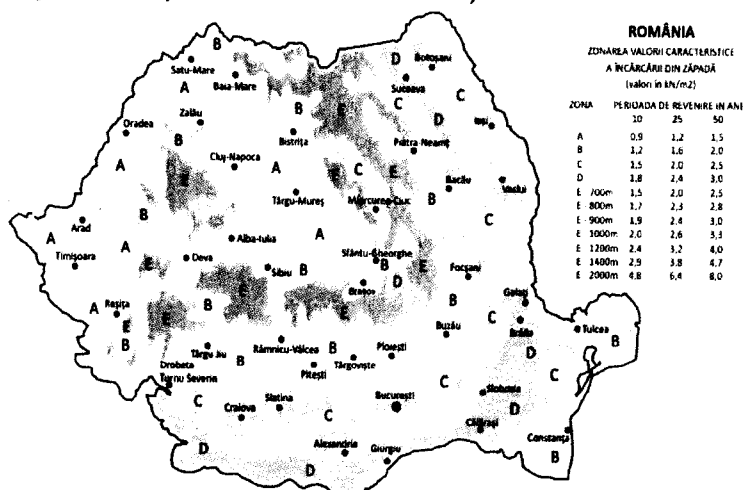 ROMÂNIA
ZONAREA VALORII CARACTERISTICE
A ÎNCĂRCĂRII DIN ZĂPADĂ
(valori in kN/m2)
ZONA PERIOADA DE REVENIRE IN ANI
10 25 50
A 0,9 1,2 1,5
B 1,2 1,6 2,0
C 1,5 2,0 2,5
D 1,8 2,4 3,0
E 700m 1,5 2,0 2,5
E 800m 1,7 2,3 2,8
E 900m 1,9 2,4 3,0
E 1000m 2,0 2,6 3,3
E 1200m 2,4 3,2 4,0
E 1400m 2,9 3,8 4,7
E 2000m 4,8 6,4 8,0
B
D Botoșani
Satu-Mare
Baia-Mare
Suceava
A
C C
B E
Zalău
D
Oradea
Iași
B
Bistrița
Piatra-Neamț
Cluj-Napoca
A A C E
E E
Bacău
Vaslui
Târgu-Mureș
B
Miercurea-Ciuc
B
C
Arad
A
Alba-Iulia
A
A
Timișoara
Deva
Sfântu-Gheorghe
E
Sibiu
B
B
E
Focșani
D
E
Brașov
A
Reșița
B
E
Galați
B
E
E
E
C
Brăila
Tulcea
B
B
Buzău
Târgu Jiu
Râmnicu-Vâlcea
B
Ploiești
D
B
Târgoviște
Drobeta
Turnu Severin
Pitești
C
C
Slobozia
C
Slatina
București
Craiova
C
D
Călărași
Constanța
D
Alexandria
Giurgiu
B
D